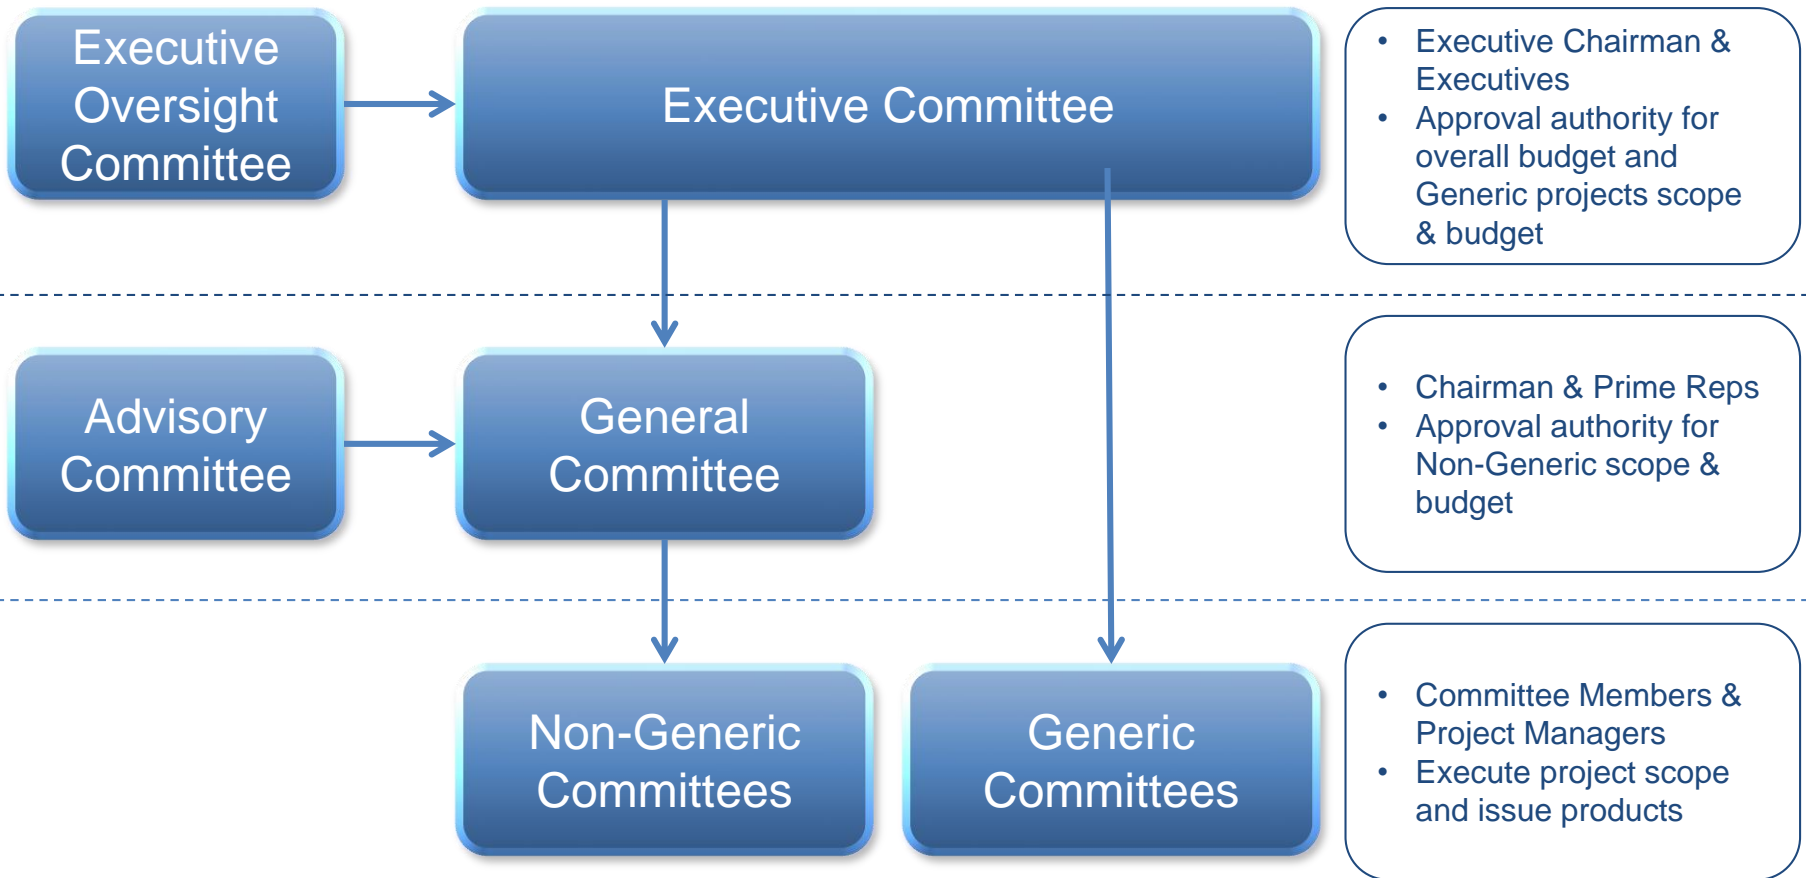 Executive
Oversight
Committee
Executive Committee
• Executive Chairman &
Executives
• Approval authority for
overall budget and
Generic projects scope
& budget
Advisory
Committee
General
Committee
• Chairman & Prime Reps
• Approval authority for
Non-Generic scope &
budget
Non-Generic
Committees
Generic
Committees
• Committee Members &
Project Managers
• Execute project scope
and issue products